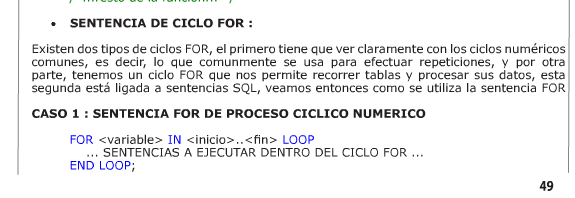 • SENTENCIA DE CICLO FOR :
Existen dos tipos de ciclos FOR, el primero tiene que ver claramente con los ciclos numéricos
comunes, es decir, lo que comunmente se usa para efectuar repeticiones, y por otra
parte, tenemos un ciclo FOR que nos permite recorrer tablas y procesar sus datos, esta
segunda está ligada a sentencias SQL, veamos entonces como se utiliza la sentencia FOR
CASO 1 : SENTENCIA FOR DE PROCESO CICLICO NUMERICO
FOR <variable> IN <inicio>..<fin> LOOP
... SENTENCIAS A EJECUTAR DENTRO DEL CICLO FOR ...
END LOOP;
49